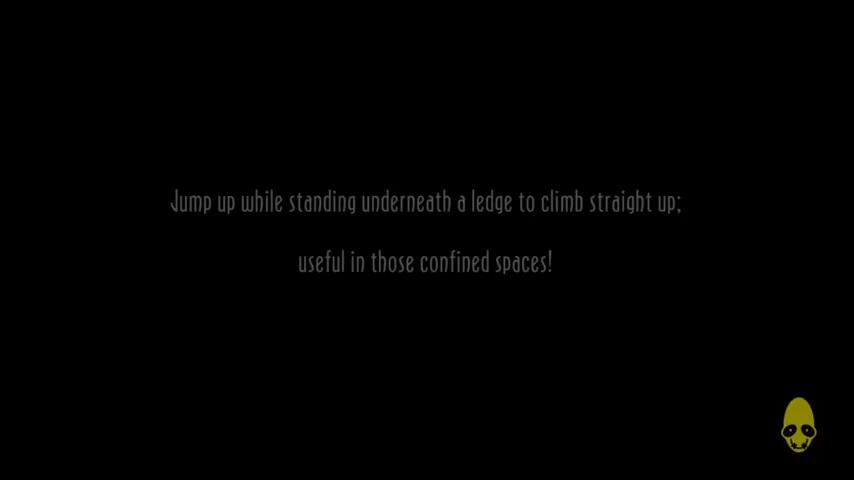 Jump up while standing underneath a ledge to climb straight up;
useful in those confined spaces!